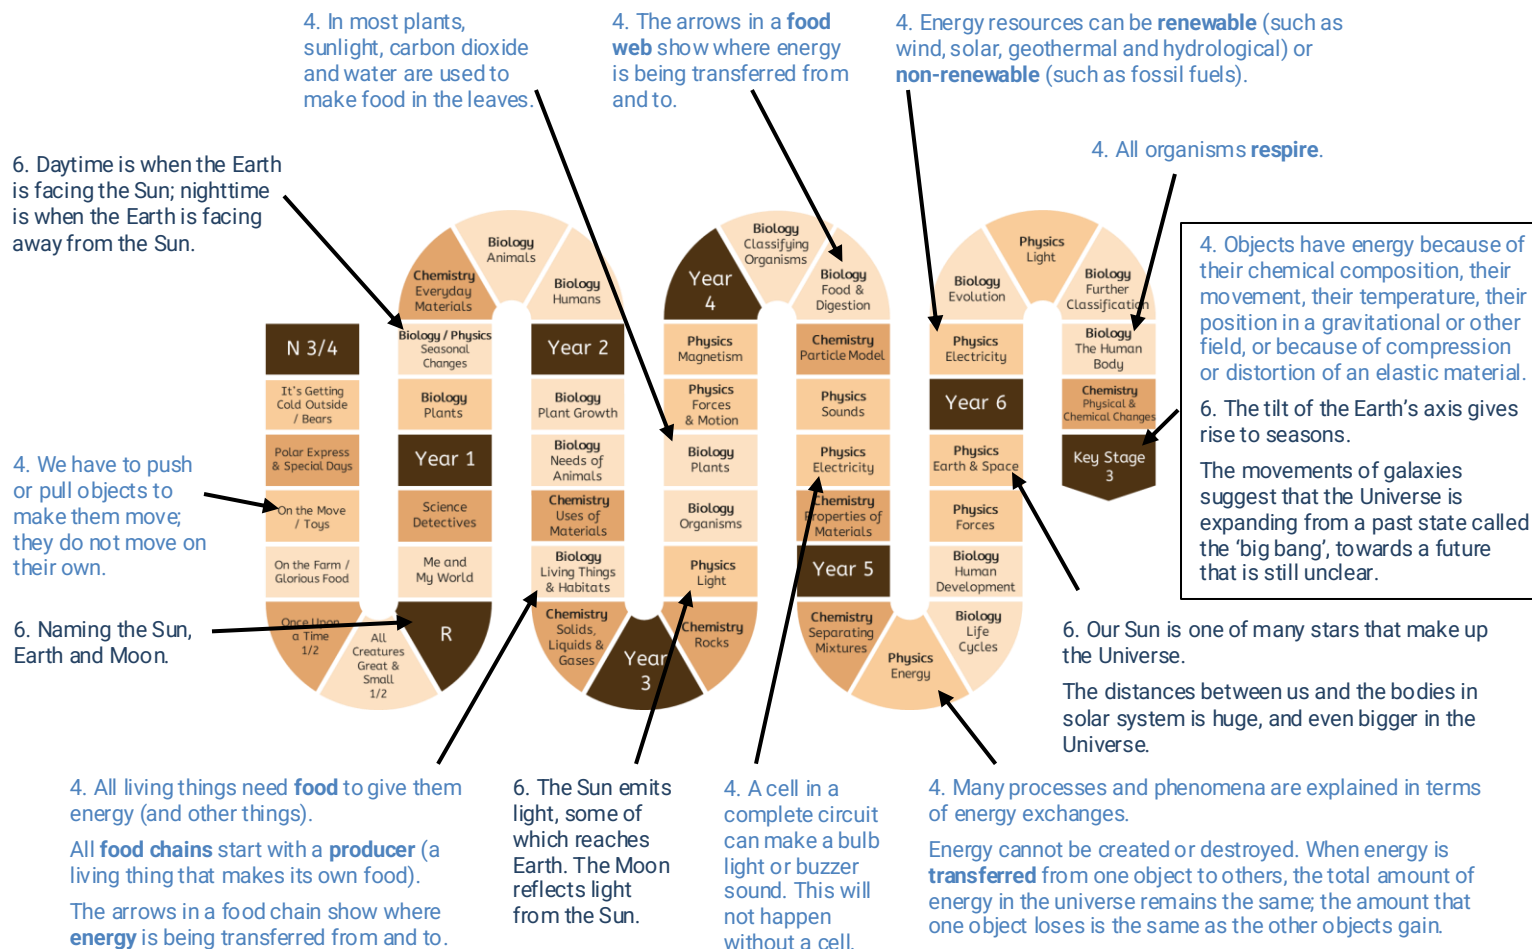 4. In most plants,
sunlight, carbon dioxide
and water are used to
make food in the leaves.
4. The arrows in a food
web show where energy
is being transferred from
and to.
4. Energy resources can be renewable (such as
wind, solar, geothermal and hydrological) or
non-renewable (such as fossil fuels).
4. All organisms respire.
6. Daytime is when the Earth
is facing the Sun; nighttime
is when the Earth is facing
away from the Sun.
4. We have to push
or pull objects to
make them move;
they do not move on
their own.
6. Naming the Sun,
Earth and Moon.
N 3/4
It's Getting
Cold Outside
/ Bears
Polar Express
& Special Days
On the Move
/ Toys
On the Farm /
Glorious Food
Once Upon
a Time
1/2
All
Creatures
Great &
Small
1/2
R
Me and
My World
Science
Detectives
Year 1
Biology
Plants
Biology / Physics
Seasonal
Changes
Chemistry
Everyday
Materials
Biology
Animals
Biology
Humans
Year 2
Biology
Plant Growth
Biology
Needs of
Animals
Chemistry
Uses of
Materials
Biology
Living Things
& Habitats
Chemistry
Solids,
Liquids &
Gases
Year
3
Chemistry
Rocks
Physics
Light
Biology
Organisms
Biology
Plants
Physics
Forces
& Motion
Physics
Magnetism
Year
4
Biology
Classifying
Organisms
Biology
Food &
Digestion
Chemistry
Particle Model
Physics
Sounds
Physics
Electricity
Chemistry
Properties of
Materials
Year 5
Chemistry
Separating
Mixtures
Physics
Energy
Biology
Life
Cycles
Biology
Human
Development
Physics
Forces
Physics
Earth & Space
Year 6
Physics
Electricity
Biology
Evolution
Physics
Light
Biology
Further
Classification
Biology
The Human
Body
Chemistry
Physical &
Chemical Changes
Key Stage
3
4. Objects have energy because of
their chemical composition, their
movement, their temperature, their
position in a gravitational or other
field, or because of compression
or distortion of an elastic material.
6. The tilt of the Earth's axis gives
rise to seasons.
The movements of galaxies
suggest that the Universe is
expanding from a past state called
the 'big bang', towards a future
that is still unclear.
6. Our Sun is one of many stars that make up
the Universe.
The distances between us and the bodies in
solar system is huge, and even bigger in the
Universe.
4. All living things need food to give them
energy (and other things).
All food chains start with a producer (a
living thing that makes its own food).
The arrows in a food chain show where
energy is being transferred from and to.
6. The Sun emits
light, some of
which reaches
Earth. The Moon
reflects light
from the Sun.
4. A cell in a
complete circuit
can make a bulb
light or buzzer
sound. This will
not happen
without a cell.
4. Many processes and phenomena are explained in terms
of energy exchanges.
Energy cannot be created or destroyed. When energy is
transferred from one object to others, the total amount of
energy in the universe remains the same; the amount that
one object loses is the same as the other objects gain.